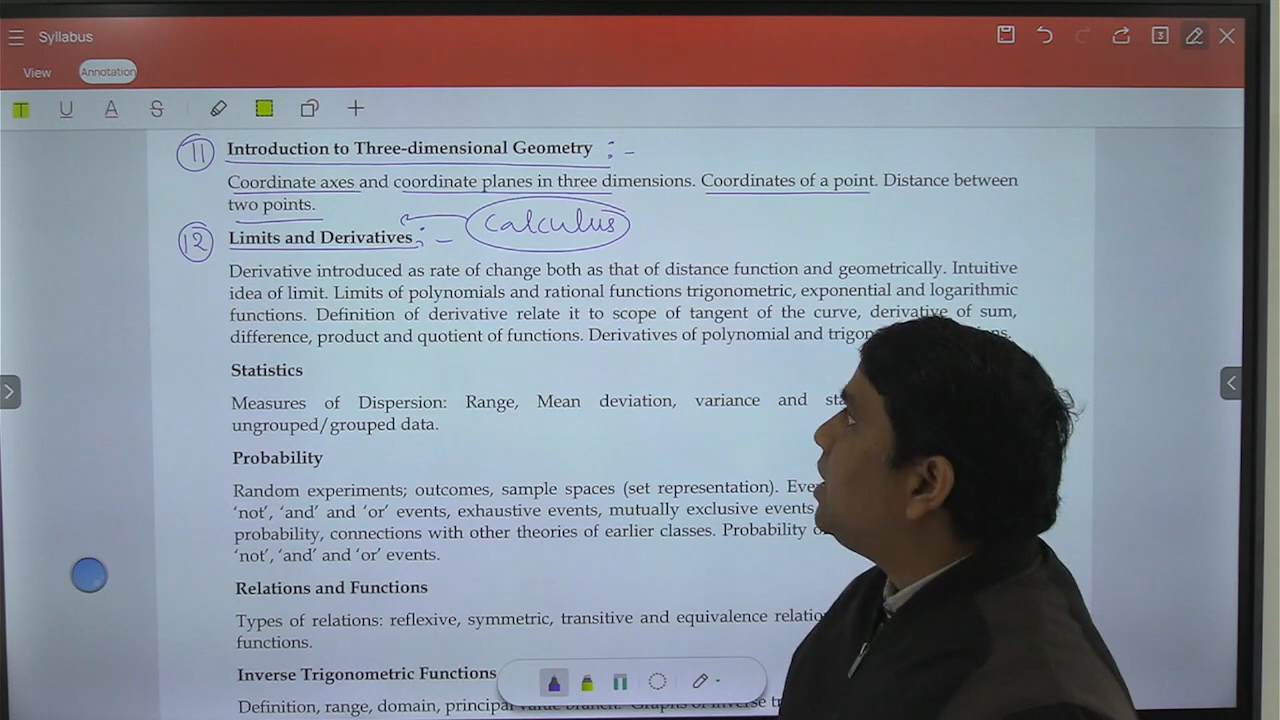 Syllabus
3
View Annotation
T U A S
11 Introduction to Three-dimensional Geometry : -
Coordinate axes and coordinate planes in three dimensions. Coordinates of a point. Distance between
two points.
calculus
12 Limits and Derivatives : -
Derivative introduced as rate of change both as that of distance function and geometrically. Intuitive
idea of limit. Limits of polynomials and rational functions trigonometric, exponential and logarithmic
functions. Definition of derivative relate it to scope of tangent of the curve, derivative of sum,
difference, product and quotient of functions. Derivatives of polynomial and
Statistics
Measures of Dispersion: Range, Mean deviation, variance and
ungrouped/grouped data.
Probability
Random experiments; outcomes, sample spaces (set representation).
'not', 'and' and 'or' events, exhaustive events, mutually exclusive events
probability, connections with other theories of earlier classes. Probability
'not', 'and' and 'or' events.
Relations and Functions
Types of relations: reflexive, symmetric, transitive and equivalence
functions.
Inverse Trigonometric Functions
Definition, range, domain, principal value branch. Graphs of inverse